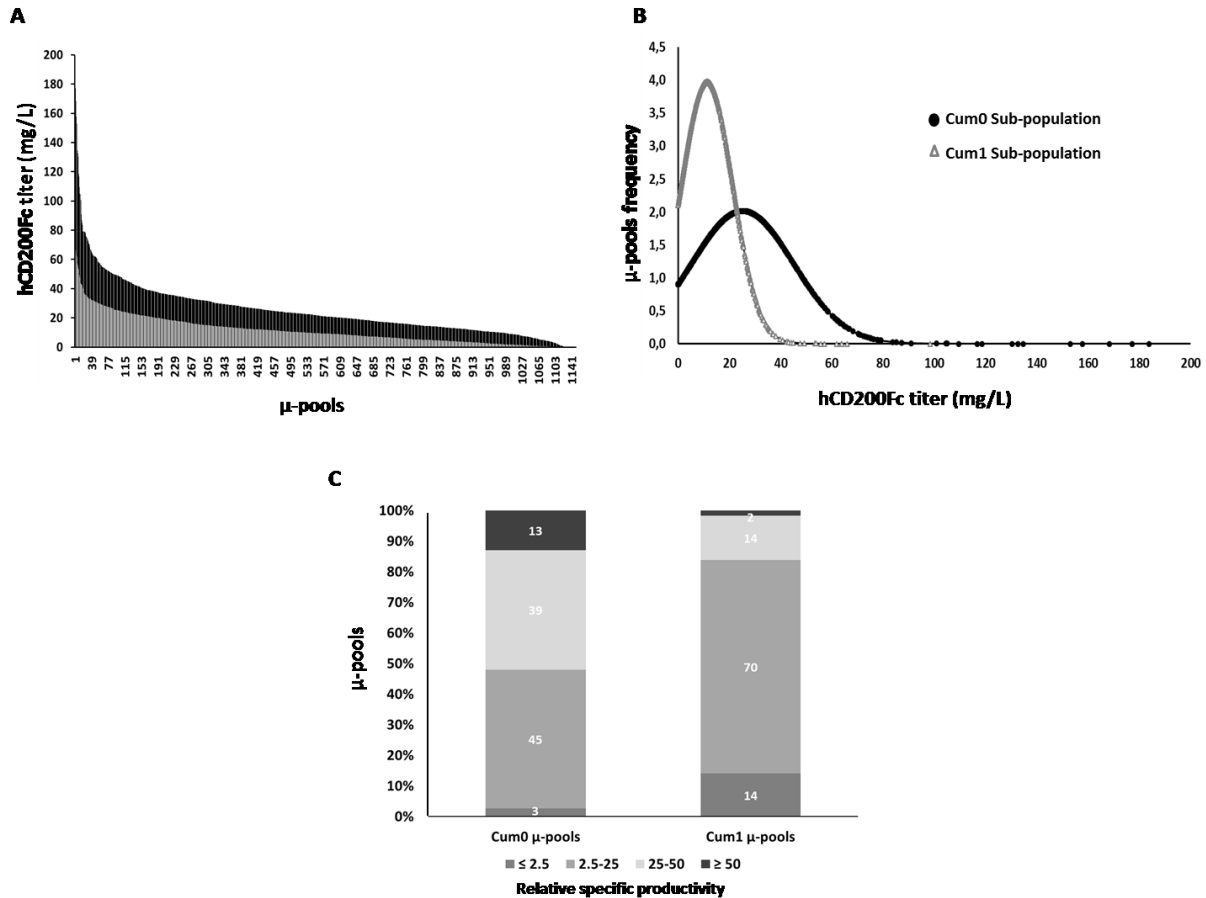 A
200
180
160
140
120
100
80
60
40
20
0
hCD200Fc titer (mg/L)
1 39 77 115 153 191 229 267 305 343 381 419 457 495 533 571 609 647 685 723 761 799 837 875 913 951 989 1027 1065 1103 1141
μ-pools
B
4,5
4,0
3,5
3,0
2,5
2,0
1,5
1,0
0,5
0,0
μ-pools frequency
Cum0 Sub-population
Cum1 Sub-population
0 20 40 60 80 100 120 140 160 180 200
hCD200Fc titer (mg/L)
C
100%
90%
80%
70%
60%
50%
40%
30%
20%
10%
0%
μ-pools
13
39
45
3
2
14
70
14
Cum0 μ-pools Cum1 μ-pools
≤ 2.5 2.5-25 25-50 ≥ 50
Relative specific productivity